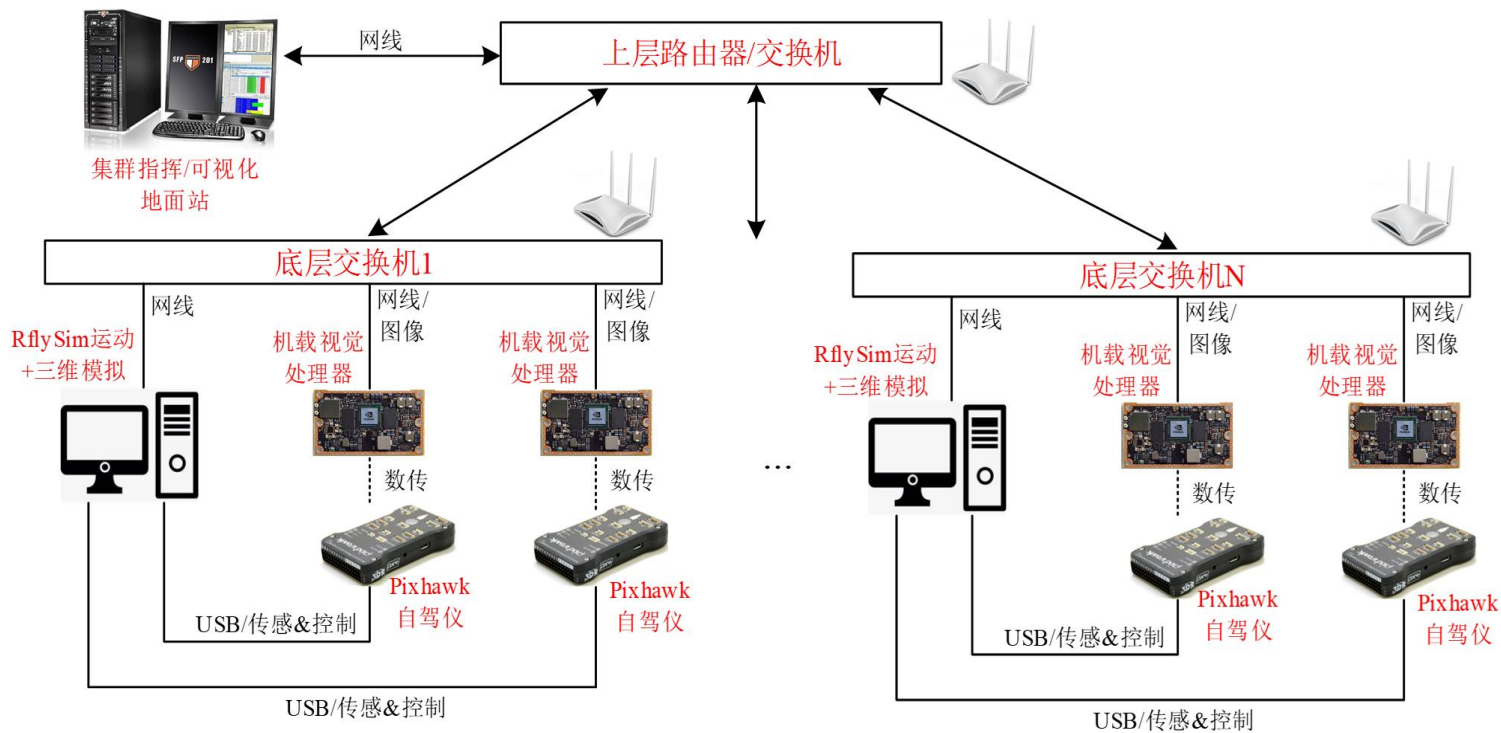 网线
上层路由器/交换机
SFP 201
集群指挥/可视化
地面站
底层交换机1
网线
网线/
图像
网线/
图像
RflySim运动
+三维模拟
机载视觉
处理器
机载视觉
处理器
数传
数传
Pixhawk
自驾仪
Pixhawk
自驾仪
USB/传感&控制
USB/传感&控制
...
底层交换机N
网线
网线/
图像
网线/
图像
RflySim运动
+三维模拟
机载视觉
处理器
机载视觉
处理器
数传
数传
Pixhawk
自驾仪
Pixhawk
自驾仪
USB/传感&控制
USB/传感&控制